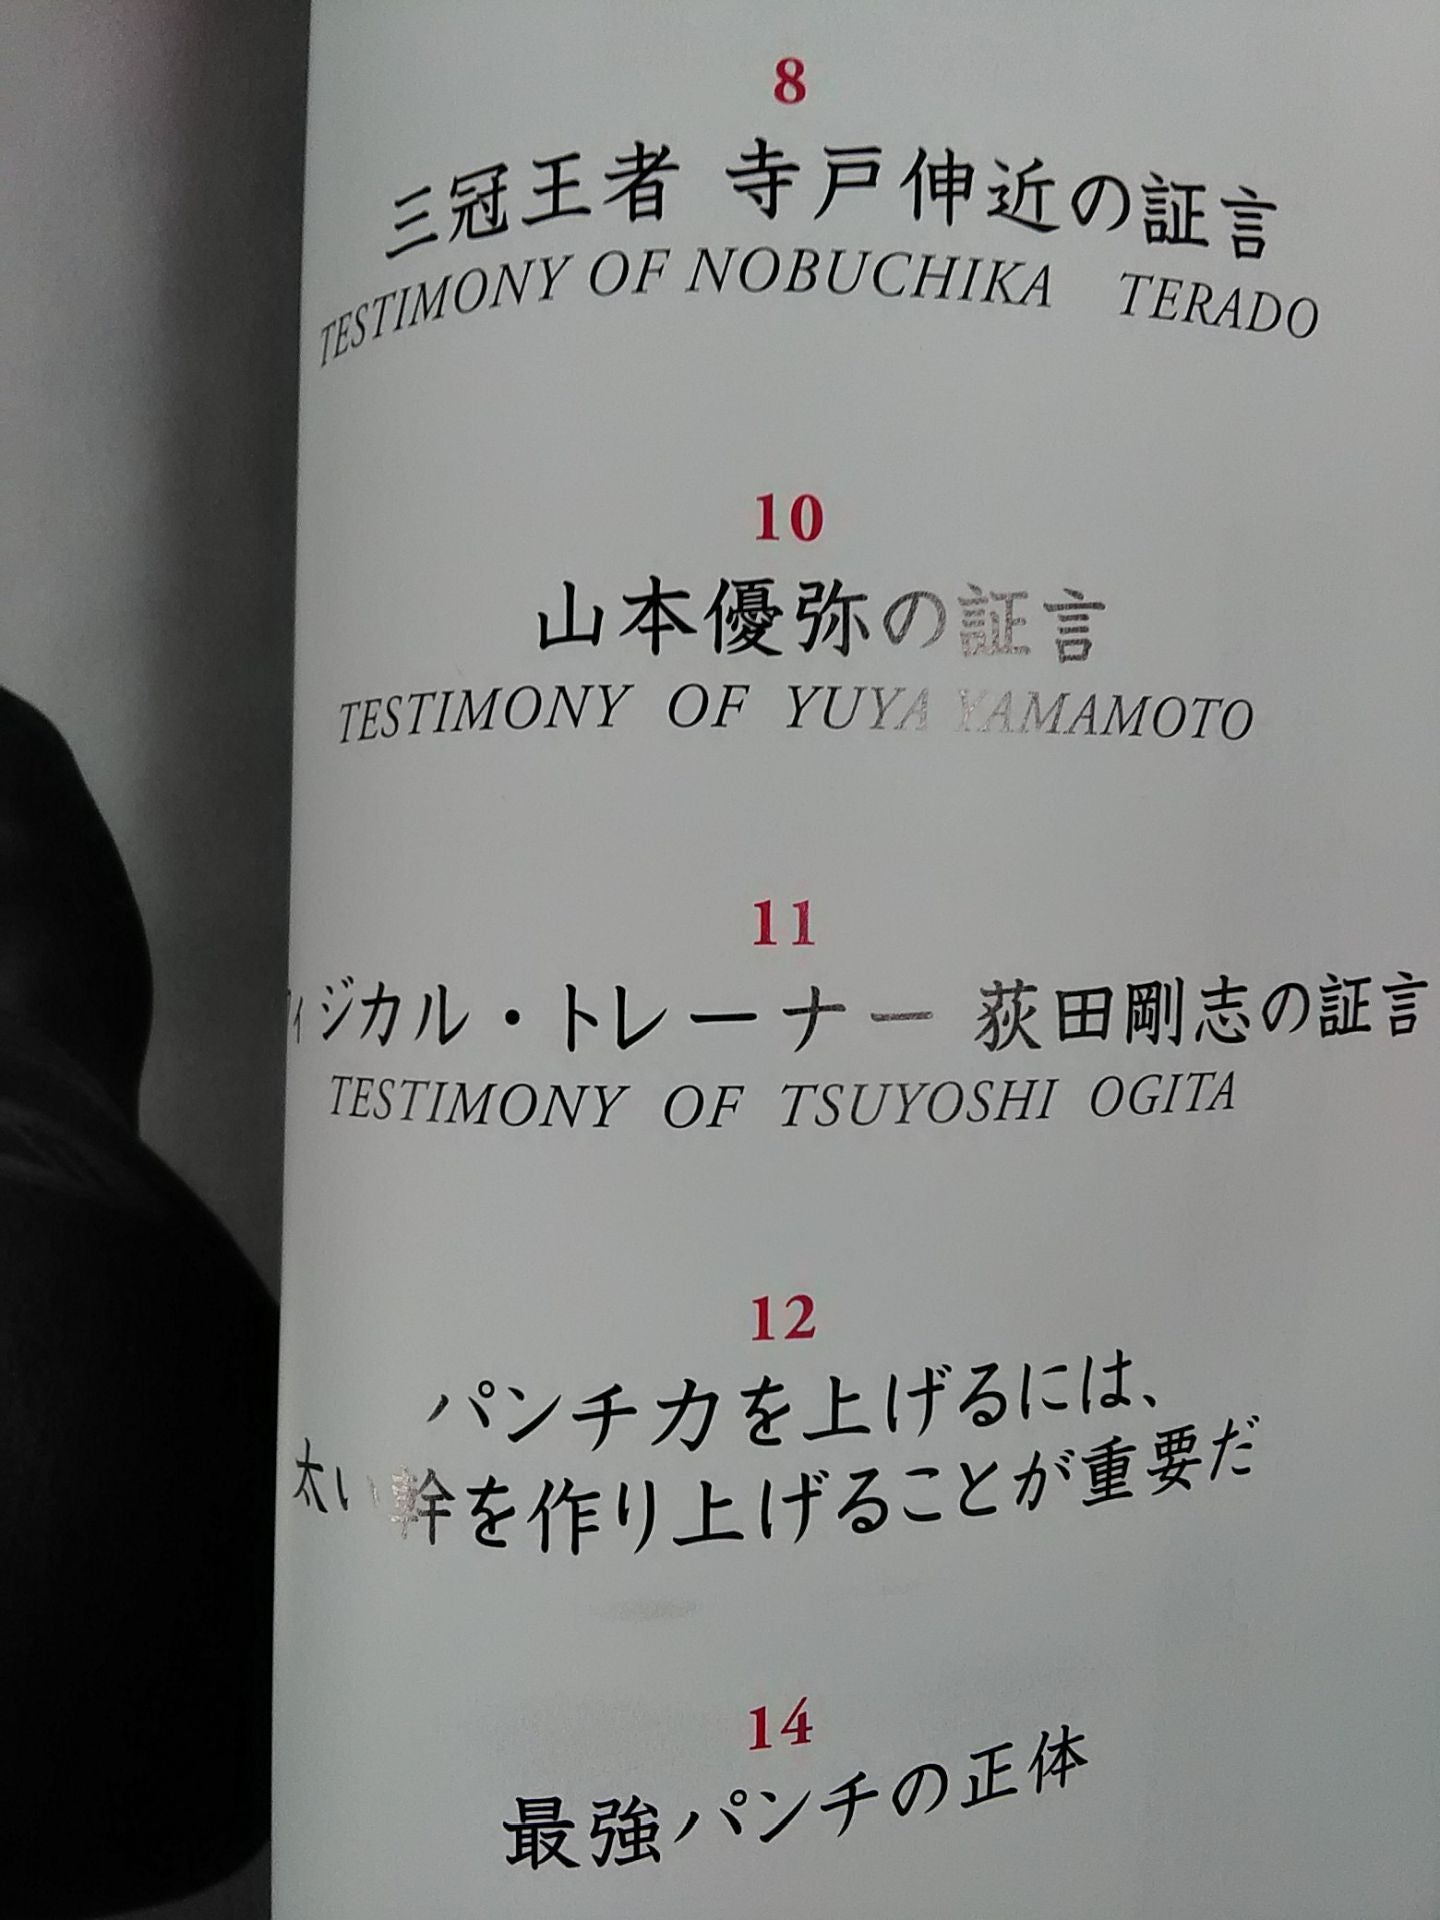 8
三冠王者 寺戸伸近の証言
TESTIMONY OF NOBUCHIKA TERADO
10
山本優弥の証言
TESTIMONY OF YUYA YAMAMOTO
11
ィジカル・トレーナー 荻田剛志の証言
TESTIMONY OF TSUYOSHI OGITA
12
パンチ力を上げるには、
太い幹を作り上げることが重要だ
14
最強パンチの正体